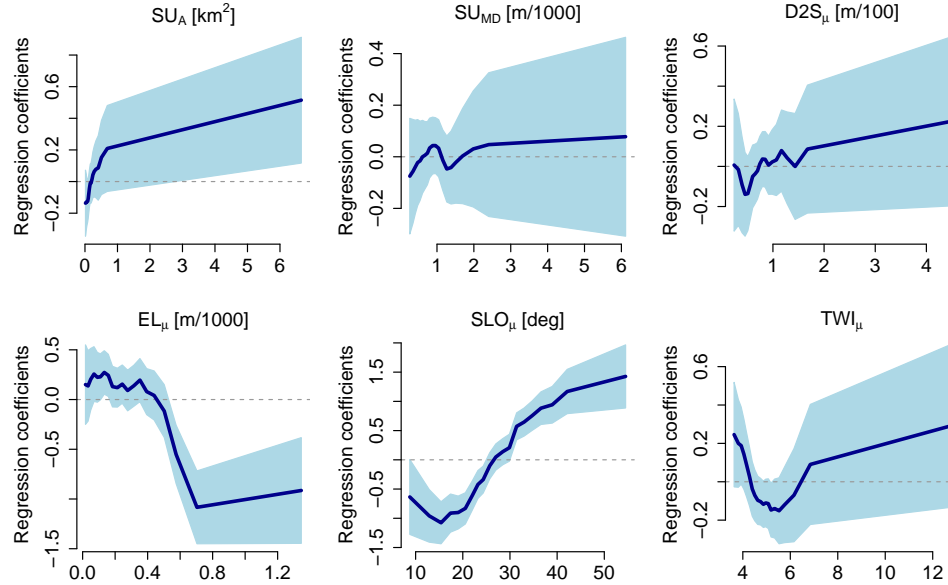 SU_A [km²]
Regression coefficients
−0.2 0.2 0.6
0 1 2 3 4 5 6
SU_MD [m/1000]
Regression coefficients
−0.2 0.0 0.2 0.4
1 2 3 4 5 6
D2S_μ [m/100]
Regression coefficients
−0.2 0.2 0.6
1 2 3 4
EL_μ [m/1000]
Regression coefficients
−1.5 −0.5 0.0 0.5
0.0 0.4 0.8 1.2
SLO_μ [deg]
Regression coefficients
−1.5 −0.5 0.5 1.5
10 20 30 40 50
TWI_μ
Regression coefficients
−0.2 0.2 0.6
4 6 8 10 12